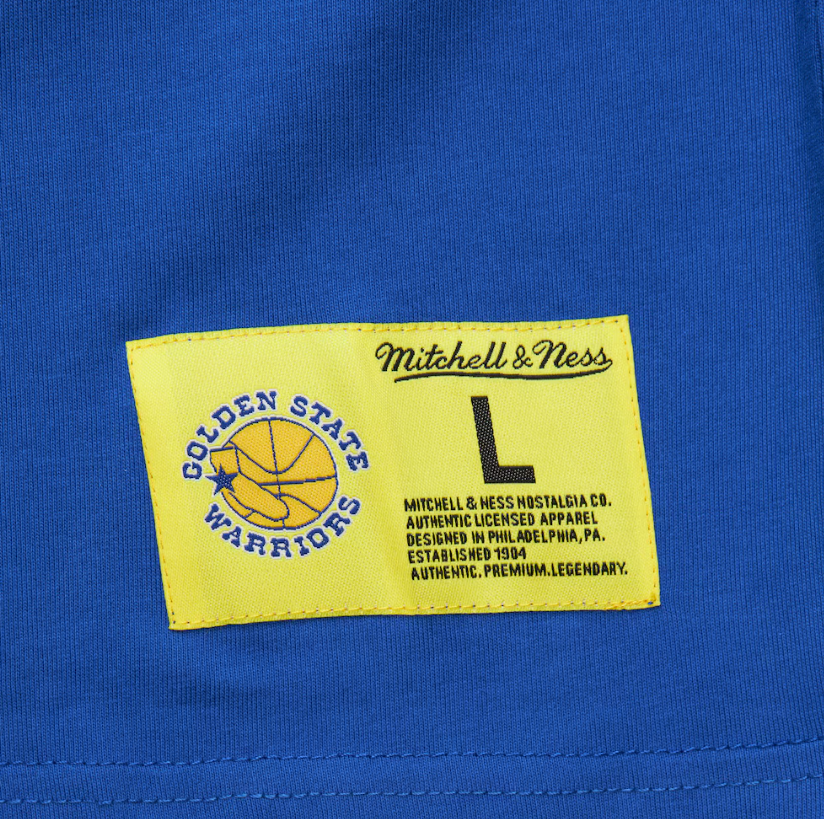 GOLDEN STATE
WARRIORS
Mitchell & Ness
L
MITCHELL & NESS NOSTALGIA CO.
AUTHENTIC LICENSED APPAREL
DESIGNED IN PHILADELPHIA, PA.
ESTABLISHED 1904
AUTHENTIC. PREMIUM. LEGENDARY.